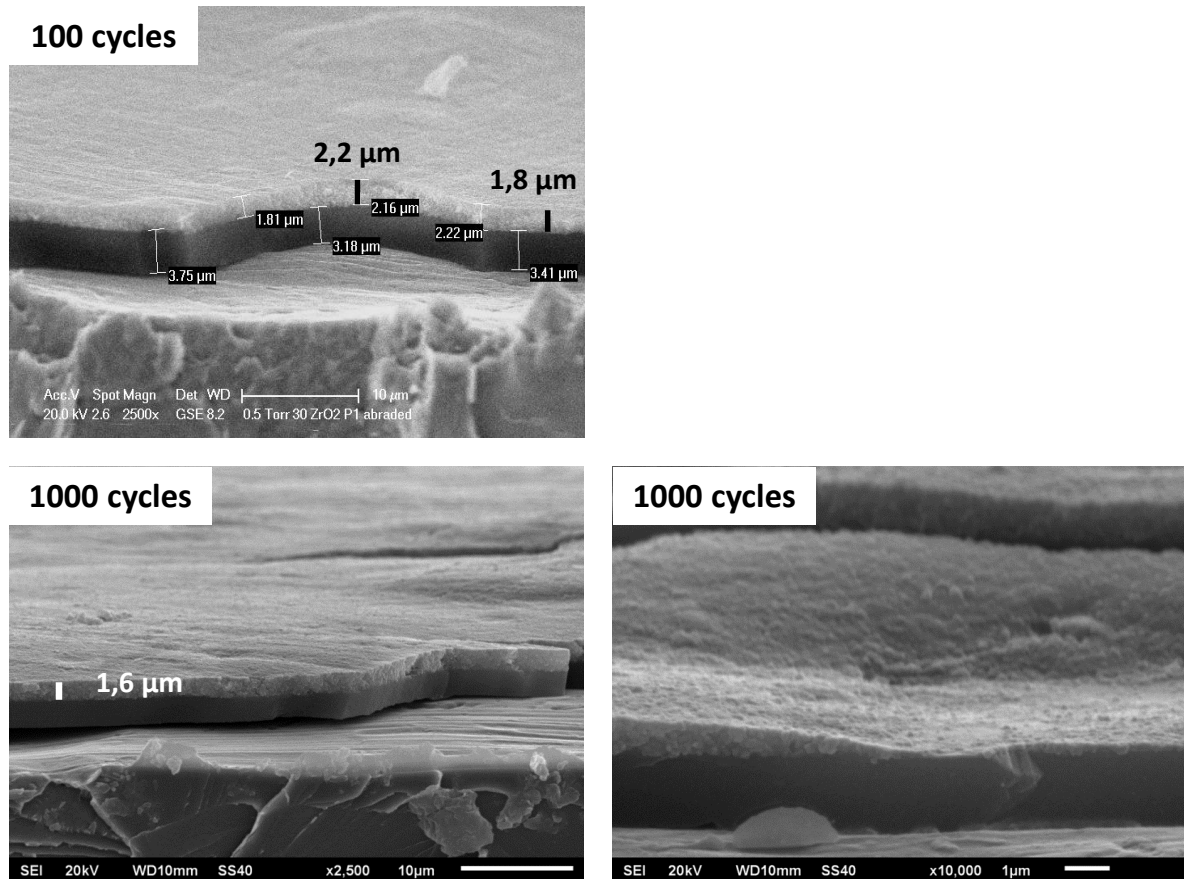 100 cycles
2,2 µm
1,8 µm
1.81 µm
2.16 µm
2.22 µm
3.18 µm
3.75 µm
3.41 µm
Acc.V Spot Magn Det WD 10 µm
20.0 kV 2.6 2500x GSE 8.2 0.5 Torr 30 ZrO2 P1 abraded
1000 cycles
1,6 µm
SEI 20kV WD10mm SS40 x2,500 10µm
1000 cycles
SEI 20kV WD10mm SS40 x10,000 1µm